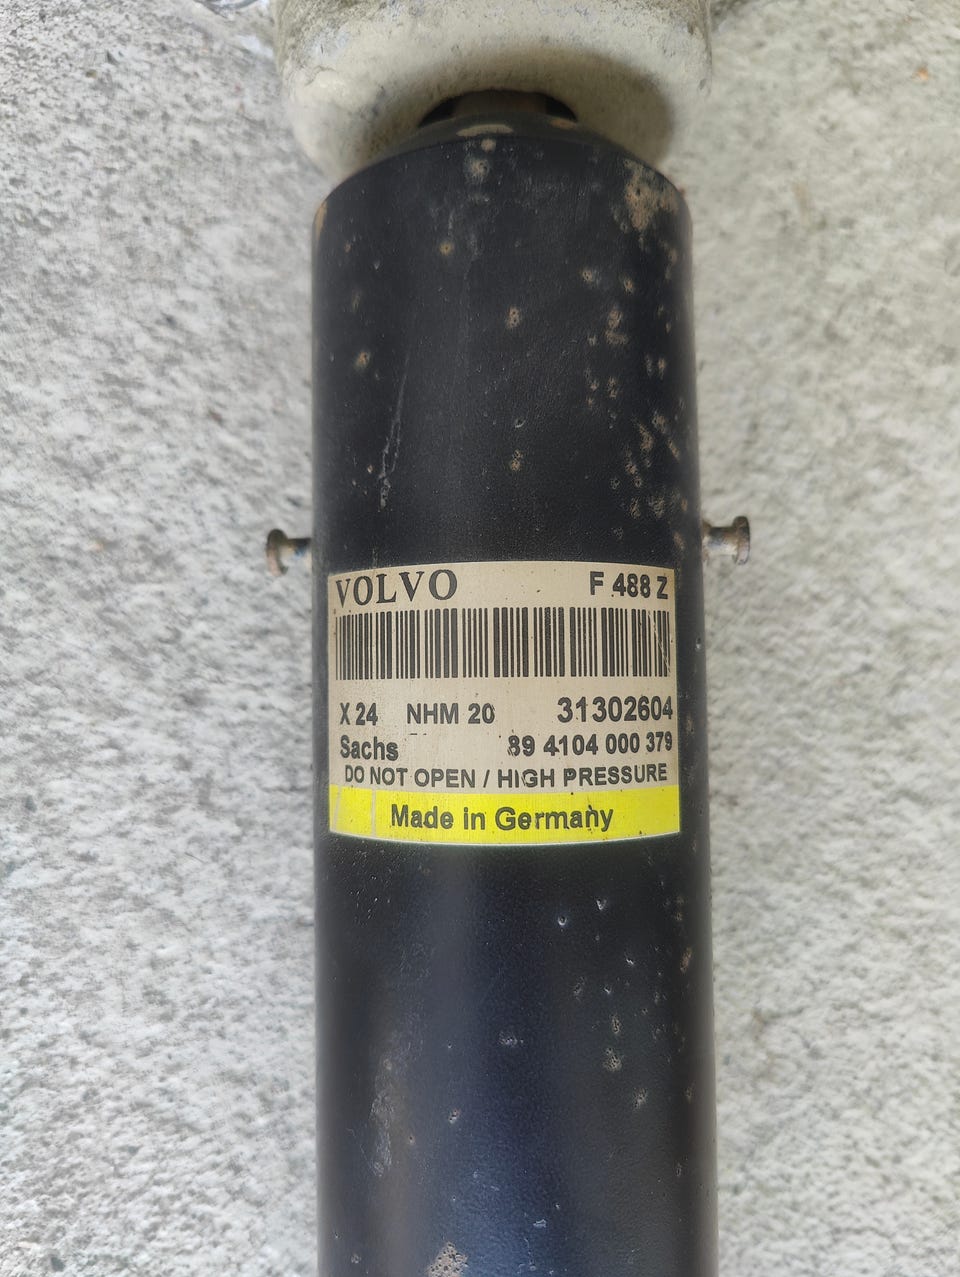 VOLVO F 488 Z
X 24 NHM 20 31302604
Sachs 89 4104 000 379
DO NOT OPEN / HIGH PRESSURE
Made in Germany